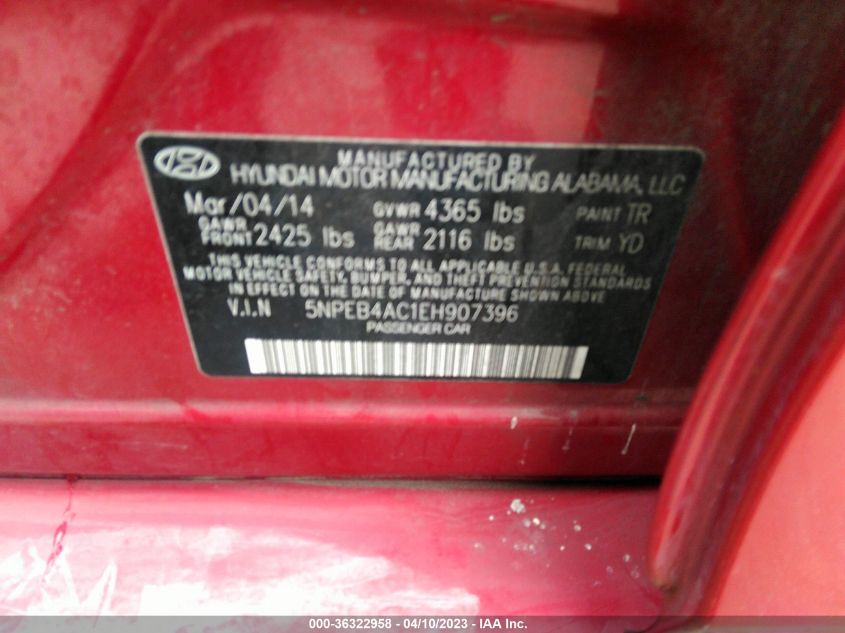 MANUFACTURED BY
HYUNDAI MOTOR MANUFACTURING ALABAMA, LLC
Mar/04/14 GVWR 4365 lbs PAINT TR
GAWR FRONT 2425 lbs GAWR REAR 2116 lbs TRIM YD
THIS VEHICLE CONFORMS TO ALL APPLICABLE U.S.A. FEDERAL
MOTOR VEHICLE SAFETY, BUMPER, AND THEFT PREVENTION STANDARDS
IN EFFECT ON THE DATE OF MANUFACTURE SHOWN ABOVE.
V.I.N 5NPEB4AC1EH907396
PASSENGER CAR
000-36322958 - 04/10/2023 - IAA Inc.